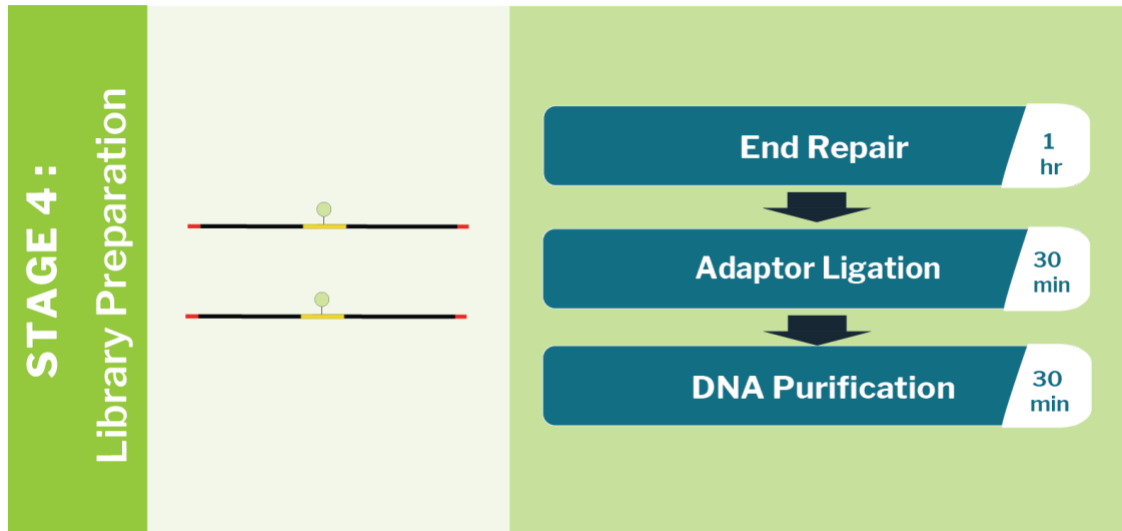 STAGE 4:
Library Preparation
End Repair
1
hr
Adaptor Ligation
30
min
DNA Purification
30
min